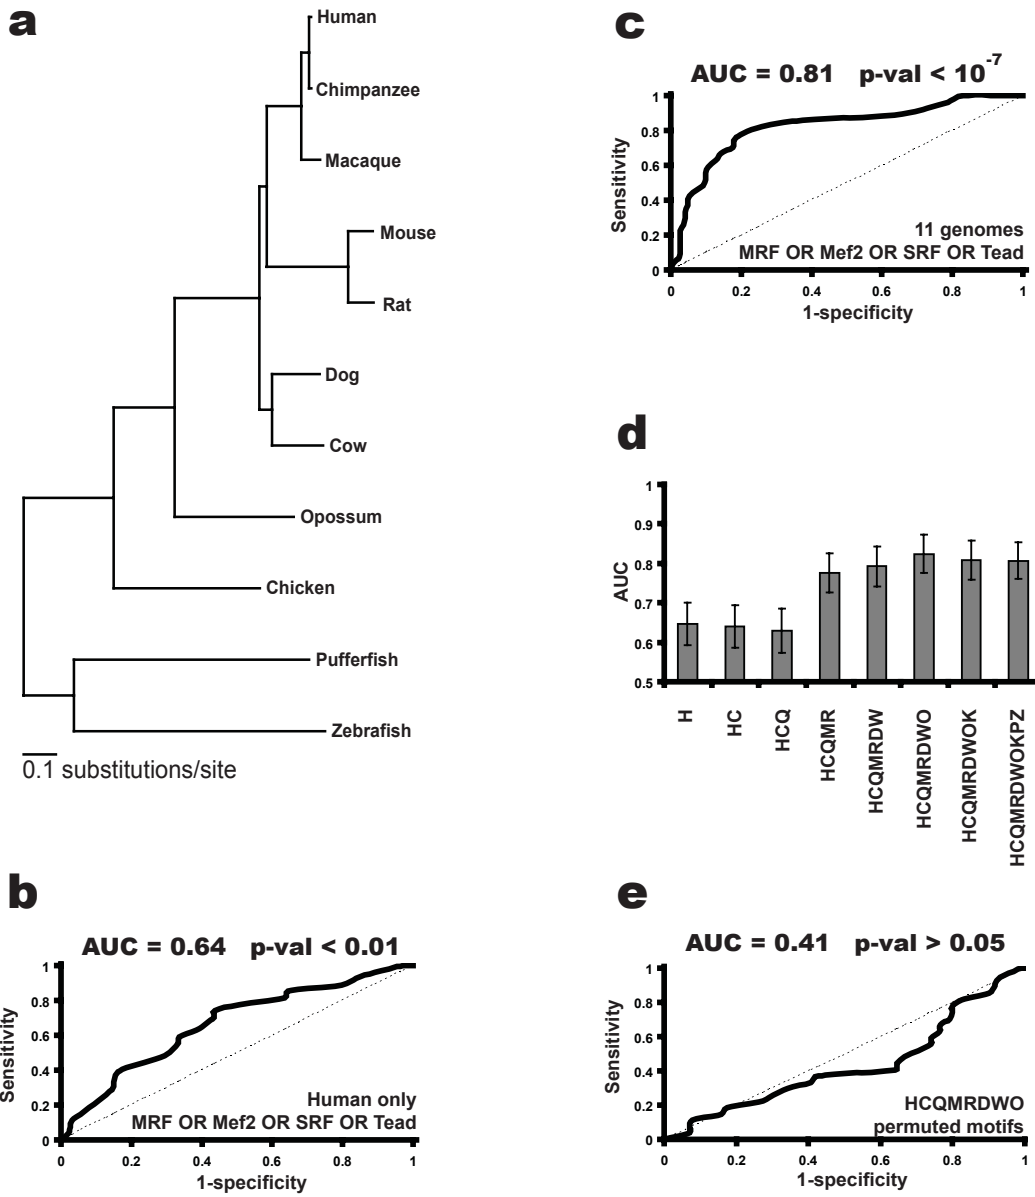 a
Human
Chimpanzee
Macaque
Mouse
Rat
Dog
Cow
Opossum
Chicken
Pufferfish
Zebrafish
0.1 substitutions/site
b
AUC = 0.64 p-val < 0.01
Sensitivity
1
0.8
0.6
0.4
0.2
0
Human only
MRF OR Mef2 OR SRF OR Tead
0 0.2 0.4 0.6 0.8 1
1-specificity
c
AUC = 0.81 p-val < 10⁻⁷
Sensitivity
1
0.8
0.6
0.4
0.2
0
11 genomes
MRF OR Mef2 OR SRF OR Tead
0 0.2 0.4 0.6 0.8 1
1-specificity
d
AUC
1
0.9
0.8
0.7
0.6
0.5
H
HC
HCQ
HCQMR
HCQMRDW
HCQMRDWO
HCQMRDWOK
HCQMRDWOKPZ
e
AUC = 0.41 p-val > 0.05
Sensitivity
1
0.8
0.6
0.4
0.2
0
HCQMRDWO
permuted motifs
0 0.2 0.4 0.6 0.8 1
1-specificity